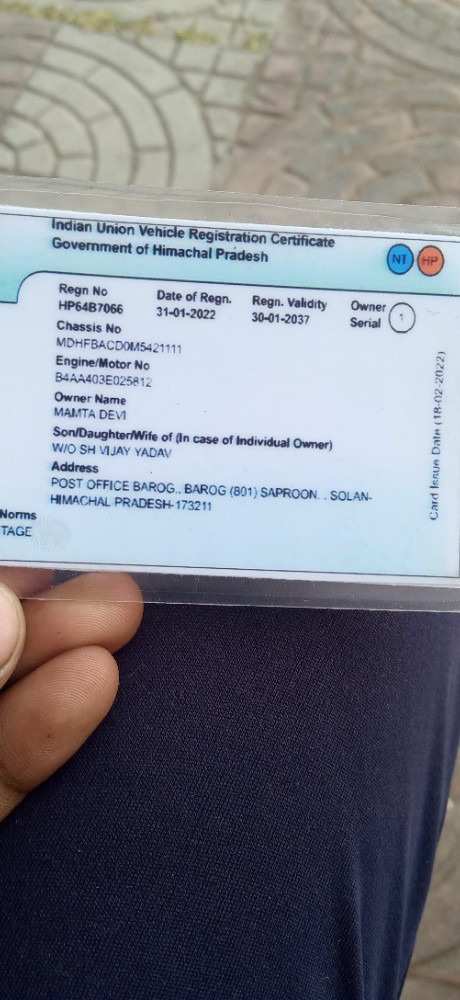 Indian Union Vehicle Registration Certificate
Government of Himachal Pradesh
NT HP
Regn No Date of Regn. Regn. Validity Owner
HP64B7066 31-01-2022 30-01-2037 Serial 1
Chassis No
MDHFBACD0M5421111
Engine/Motor No
B4AA403E025812
Owner Name
MAMTA DEVI
Son/Daughter/Wife of (In case of Individual Owner)
W/O SH VIJAY YADAV
Address
POST OFFICE BAROG,, BAROG (801) SAPROON, , SOLAN-
HIMACHAL PRADESH-173211
Norms
TAGE
Card Issue Date (18-02-2022)